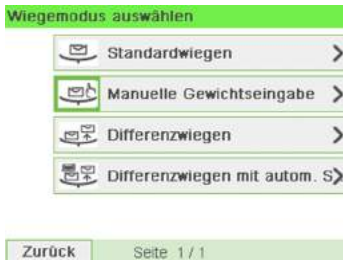 Wiegemodus auswählen
Standardwiegen
Manuelle Gewichtseingabe
Differenzwiegen
Differenzwiegen mit autom. S
Zurück
Seite 1 / 1